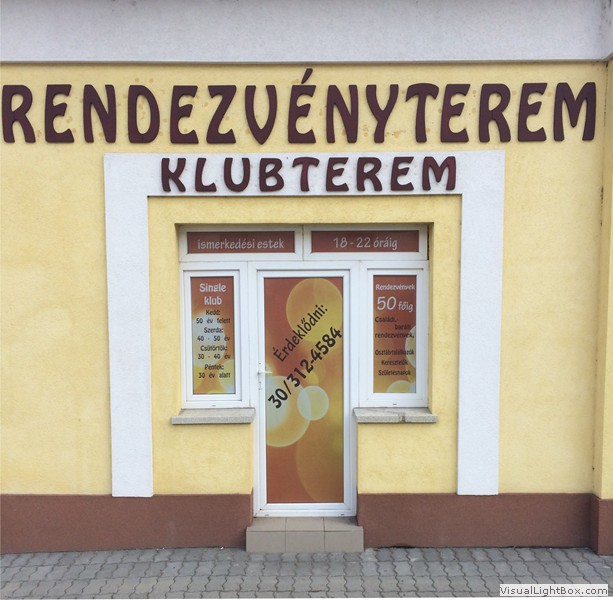 RENDEZVÉNYTEREM
KLUBTEREM
ismerkedési estek
18 - 22 óráig
Single
klub
Kedd:
50 év felett
Szerda:
40 - 50 év
Csütörtök:
30 - 40 év
Péntek:
30 év alatt
Érdeklődni:
30/312-4584
Rendezvények
50 főig
Családi,
baráti
rendezvények,
Osztálytalálkozók
Keresztelők
Születésnapok
VisualLightBox.com